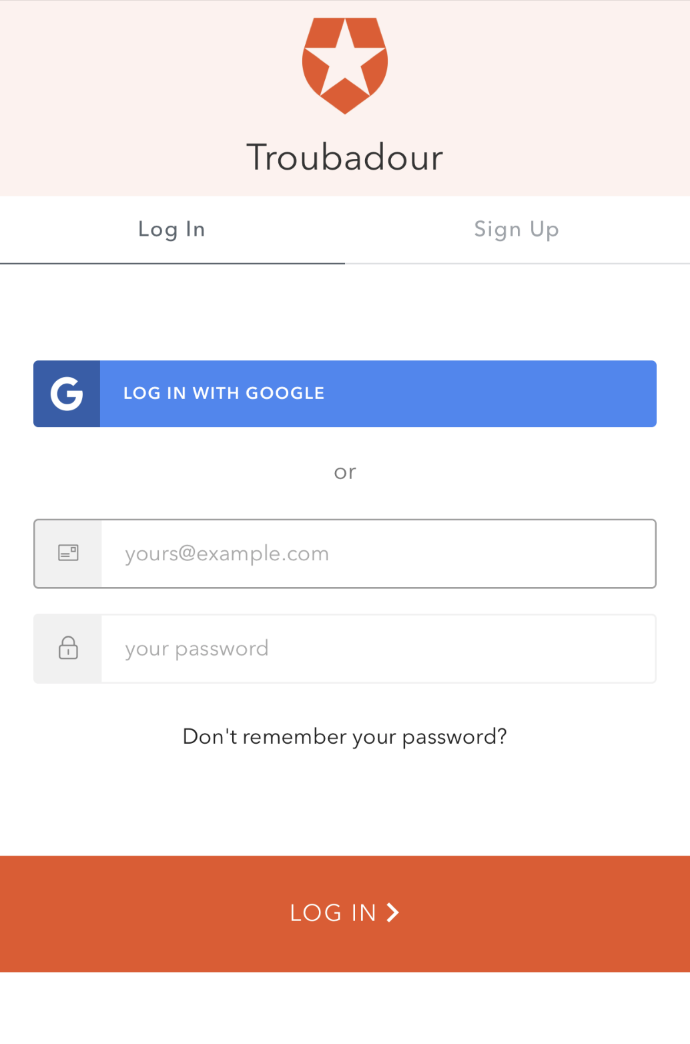 Troubadour
Log In
Sign Up
LOG IN WITH GOOGLE
or
yours@example.com
your password
Don't remember your password?
LOG IN